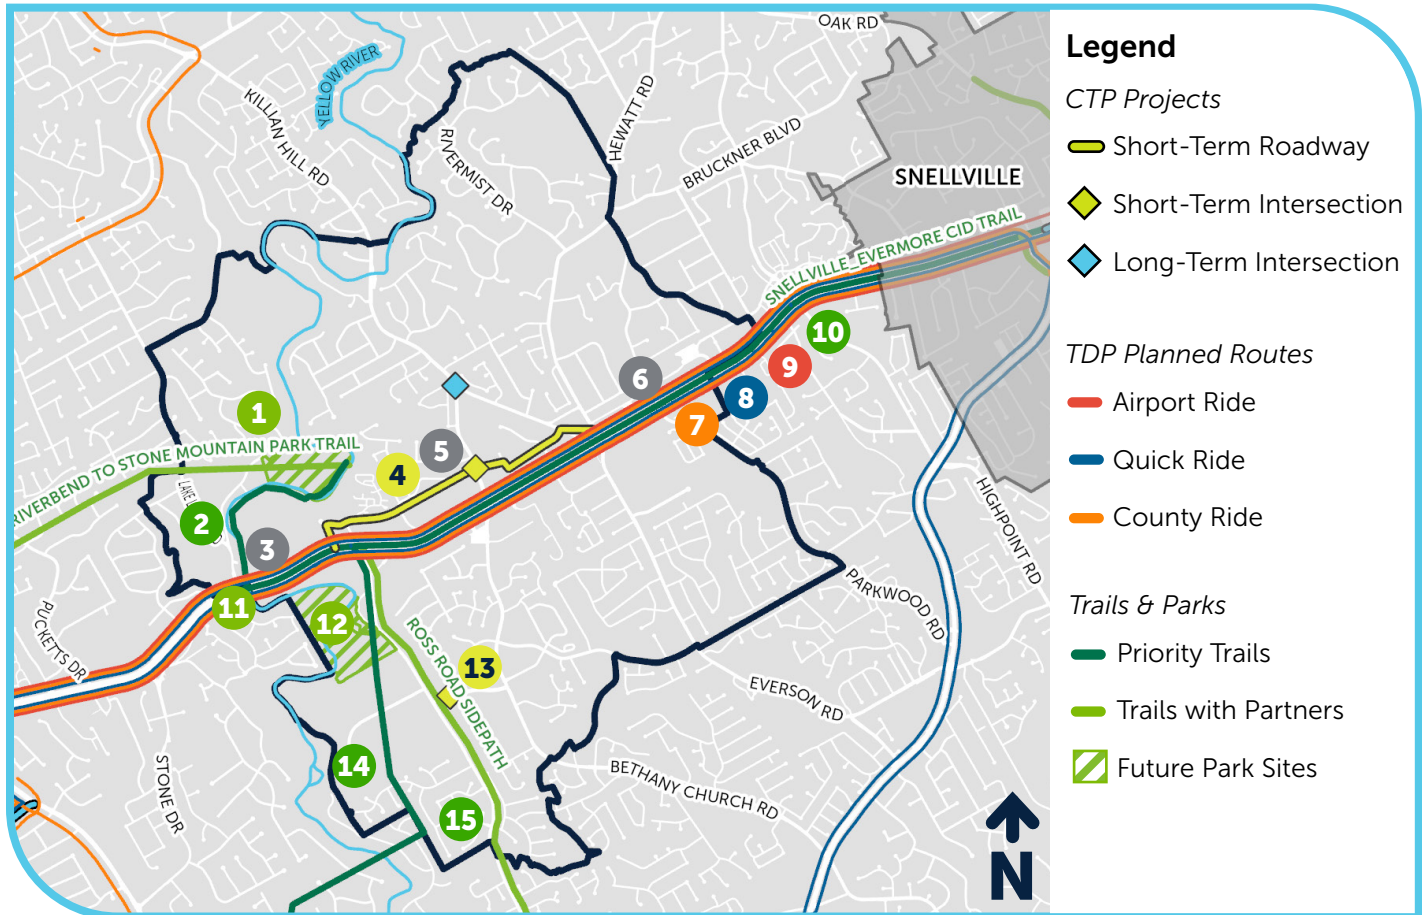 OAK RD
YELLOW RIVER
KILLIAN HILL RD
RIVERMIST DR
HEWATT RD
BRUCKNER BLVD
SNELLVILLE
SNELLVILLE_EVERMORE CID TRAIL
10
9
6
8
7
1
5
4
RIVERBEND TO STONE MOUNTAIN PARK TRAIL
LAKE
2
3
HIGHPOINT RD
PARKWOOD RD
11
12
PUCKETTS DR
ROSS ROAD SIDEPATH
13
EVERSON RD
STONE DR
14
15
BETHANY CHURCH RD
N
Legend
CTP Projects
Short-Term Roadway
Short-Term Intersection
Long-Term Intersection
TDP Planned Routes
Airport Ride
Quick Ride
County Ride
Trails & Parks
Priority Trails
Trails with Partners
Future Park Sites